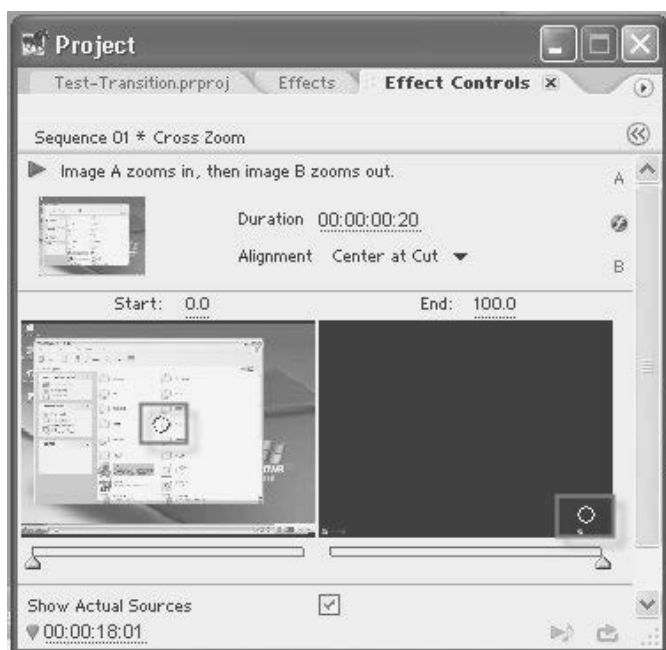 Project
Test-Transition.prproj Effects Effect Controls x
Sequence 01 * Cross Zoom
Image A zooms in, then image B zooms out.
A
Duration 00:00:00:20
Alignment Center at Cut
B
Start: 0.0 End: 100.0
Show Actual Sources
00:00:18:01